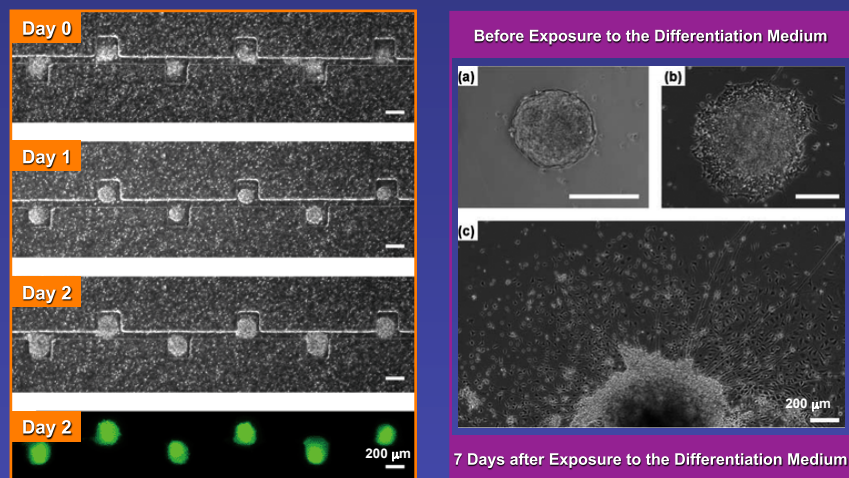 Day 0
Day 1
Day 2
Day 2
200 μm
Before Exposure to the Differentiation Medium
(a)
(b)
(c)
200 μm
7 Days after Exposure to the Differentiation Medium